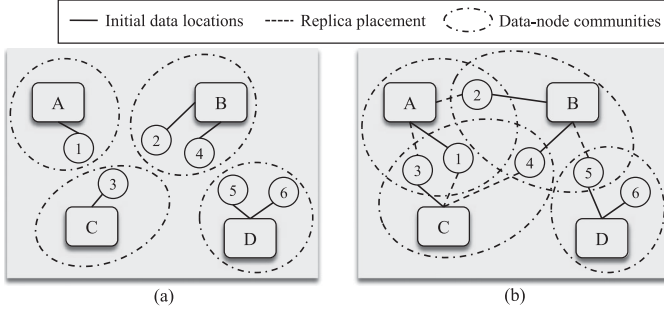 Initial data locations Replica placement Data-node communities
A B
1 2 4
3 5 6
C D
A 2 B
3 1 4 5 6
C D
(a) (b)